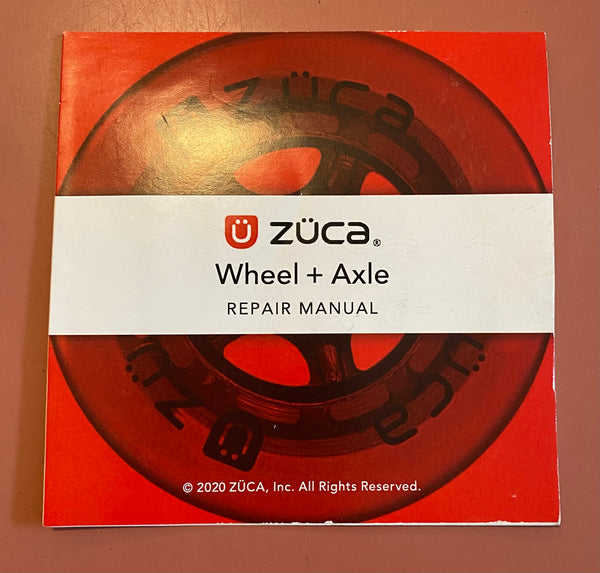 züca
Ü züca®
Wheel + Axle
REPAIR MANUAL
züca
Ü
züca
© 2020 ZÜCA, Inc. All Rights Reserved.